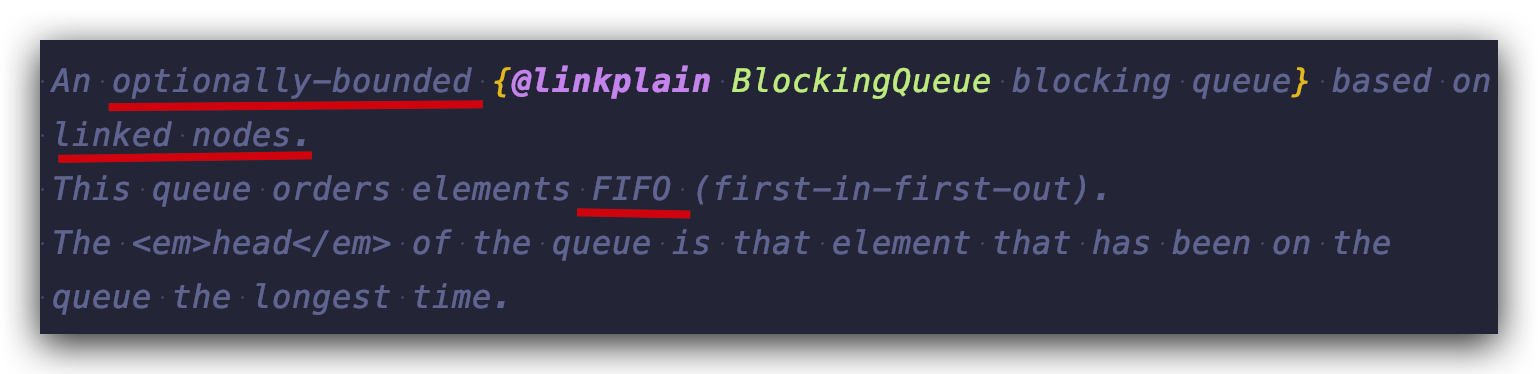 An optionally-bounded {@linkplain BlockingQueue blocking queue} based on
linked nodes.
This queue orders elements FIFO (first-in-first-out).
The <em>head</em> of the queue is that element that has been on the
queue the longest time.